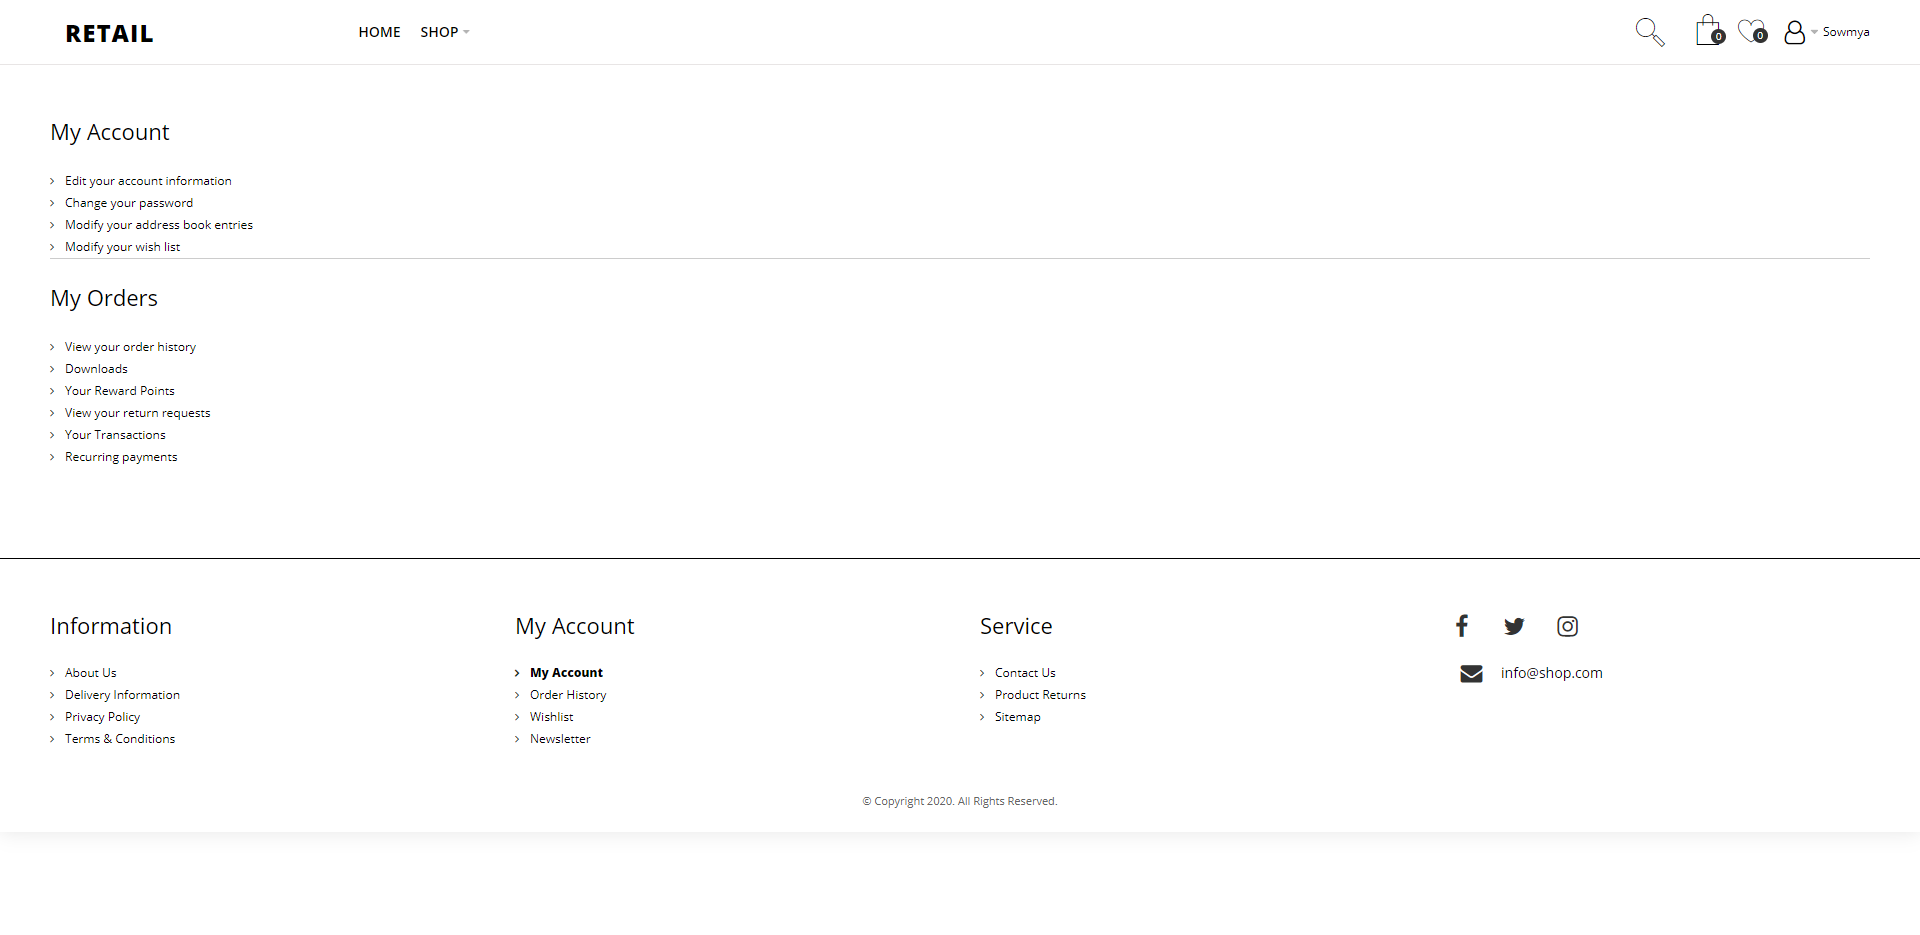 RETAIL
HOME SHOP
0 0 Sowmya
My Account
Edit your account information
Change your password
Modify your address book entries
Modify your wish list
My Orders
View your order history
Downloads
Your Reward Points
View your return requests
Your Transactions
Recurring payments
Information
About Us
Delivery Information
Privacy Policy
Terms & Conditions
My Account
My Account
Order History
Wishlist
Newsletter
Service
Contact Us
Product Returns
Sitemap
info@shop.com
© Copyright 2020. All Rights Reserved.